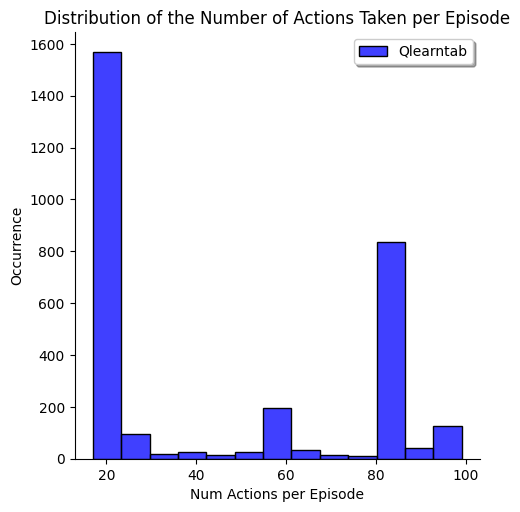 Distribution of the Number of Actions Taken per Episode
Qlearntab
1600
1400
1200
1000
800
600
400
200
0
Occurrence
20 40 60 80 100
Num Actions per Episode